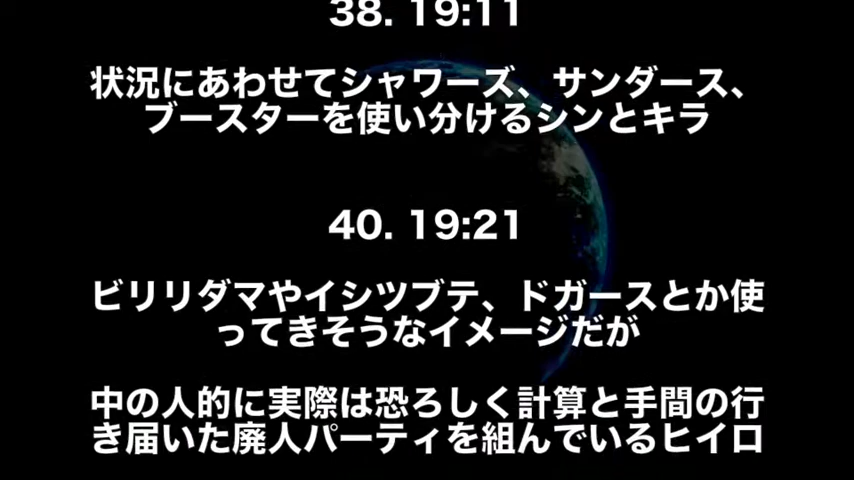 38. 19:11
状況にあわせてシャワーズ、サンダース、
ブースターを使い分けるシンとキラ
40. 19:21
ビリリダマやイシツブテ、ドガースとか使
ってきそうなイメージだが
中の人的に実際は恐ろしく計算と手間の行
き届いた廃人パーティを組んでいるヒイロ